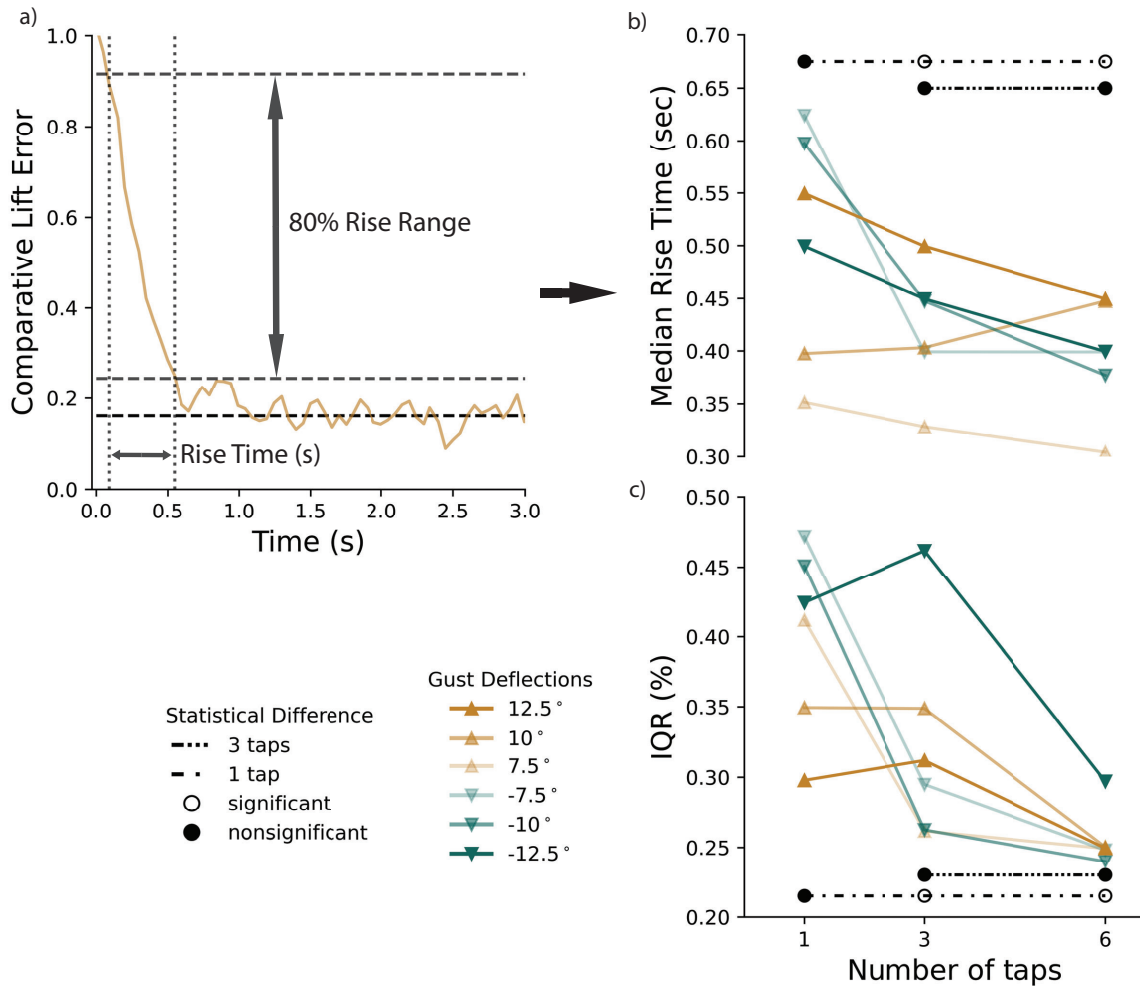 a)
1.0
0.8
0.6
0.4
0.2
0.0
Comparative Lift Error
80% Rise Range
Rise Time (s)
0.0 0.5 1.0 1.5 2.0 2.5 3.0
Time (s)
b)
0.70
0.65
0.60
0.55
0.50
0.45
0.40
0.35
0.30
Median Rise Time (sec)
c)
0.50
0.45
0.40
0.35
0.30
0.25
0.20
IQR (%)
1 3 6
Number of taps
Statistical Difference
3 taps
1 tap
significant
nonsignificant
Gust Deflections
12.5°
10°
7.5°
-7.5°
-10°
-12.5°